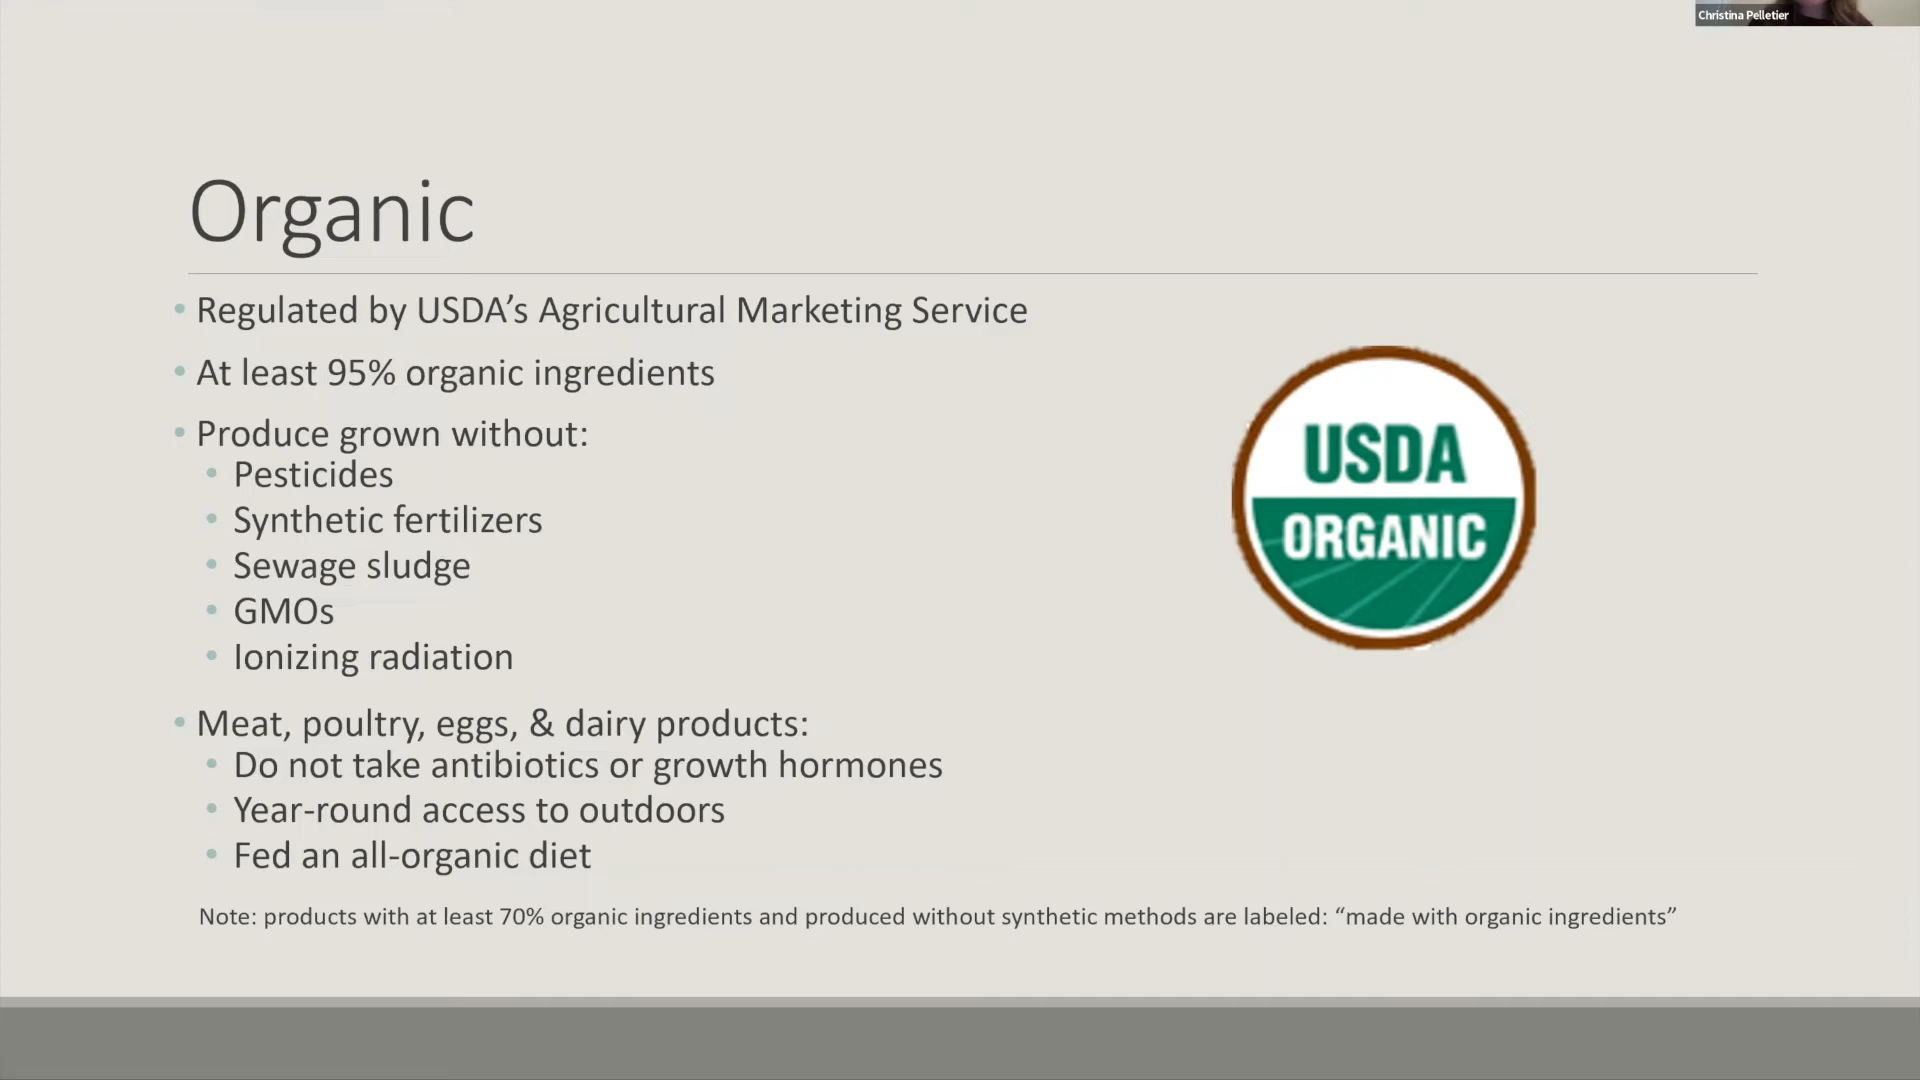 Christina Pelletier
Organic
• Regulated by USDA’s Agricultural Marketing Service
• At least 95% organic ingredients
• Produce grown without:
• Pesticides
• Synthetic fertilizers
• Sewage sludge
• GMOs
• Ionizing radiation
• Meat, poultry, eggs, & dairy products:
• Do not take antibiotics or growth hormones
• Year-round access to outdoors
• Fed an all-organic diet
Note: products with at least 70% organic ingredients and produced without synthetic methods are labeled: “made with organic ingredients”
USDA
ORGANIC